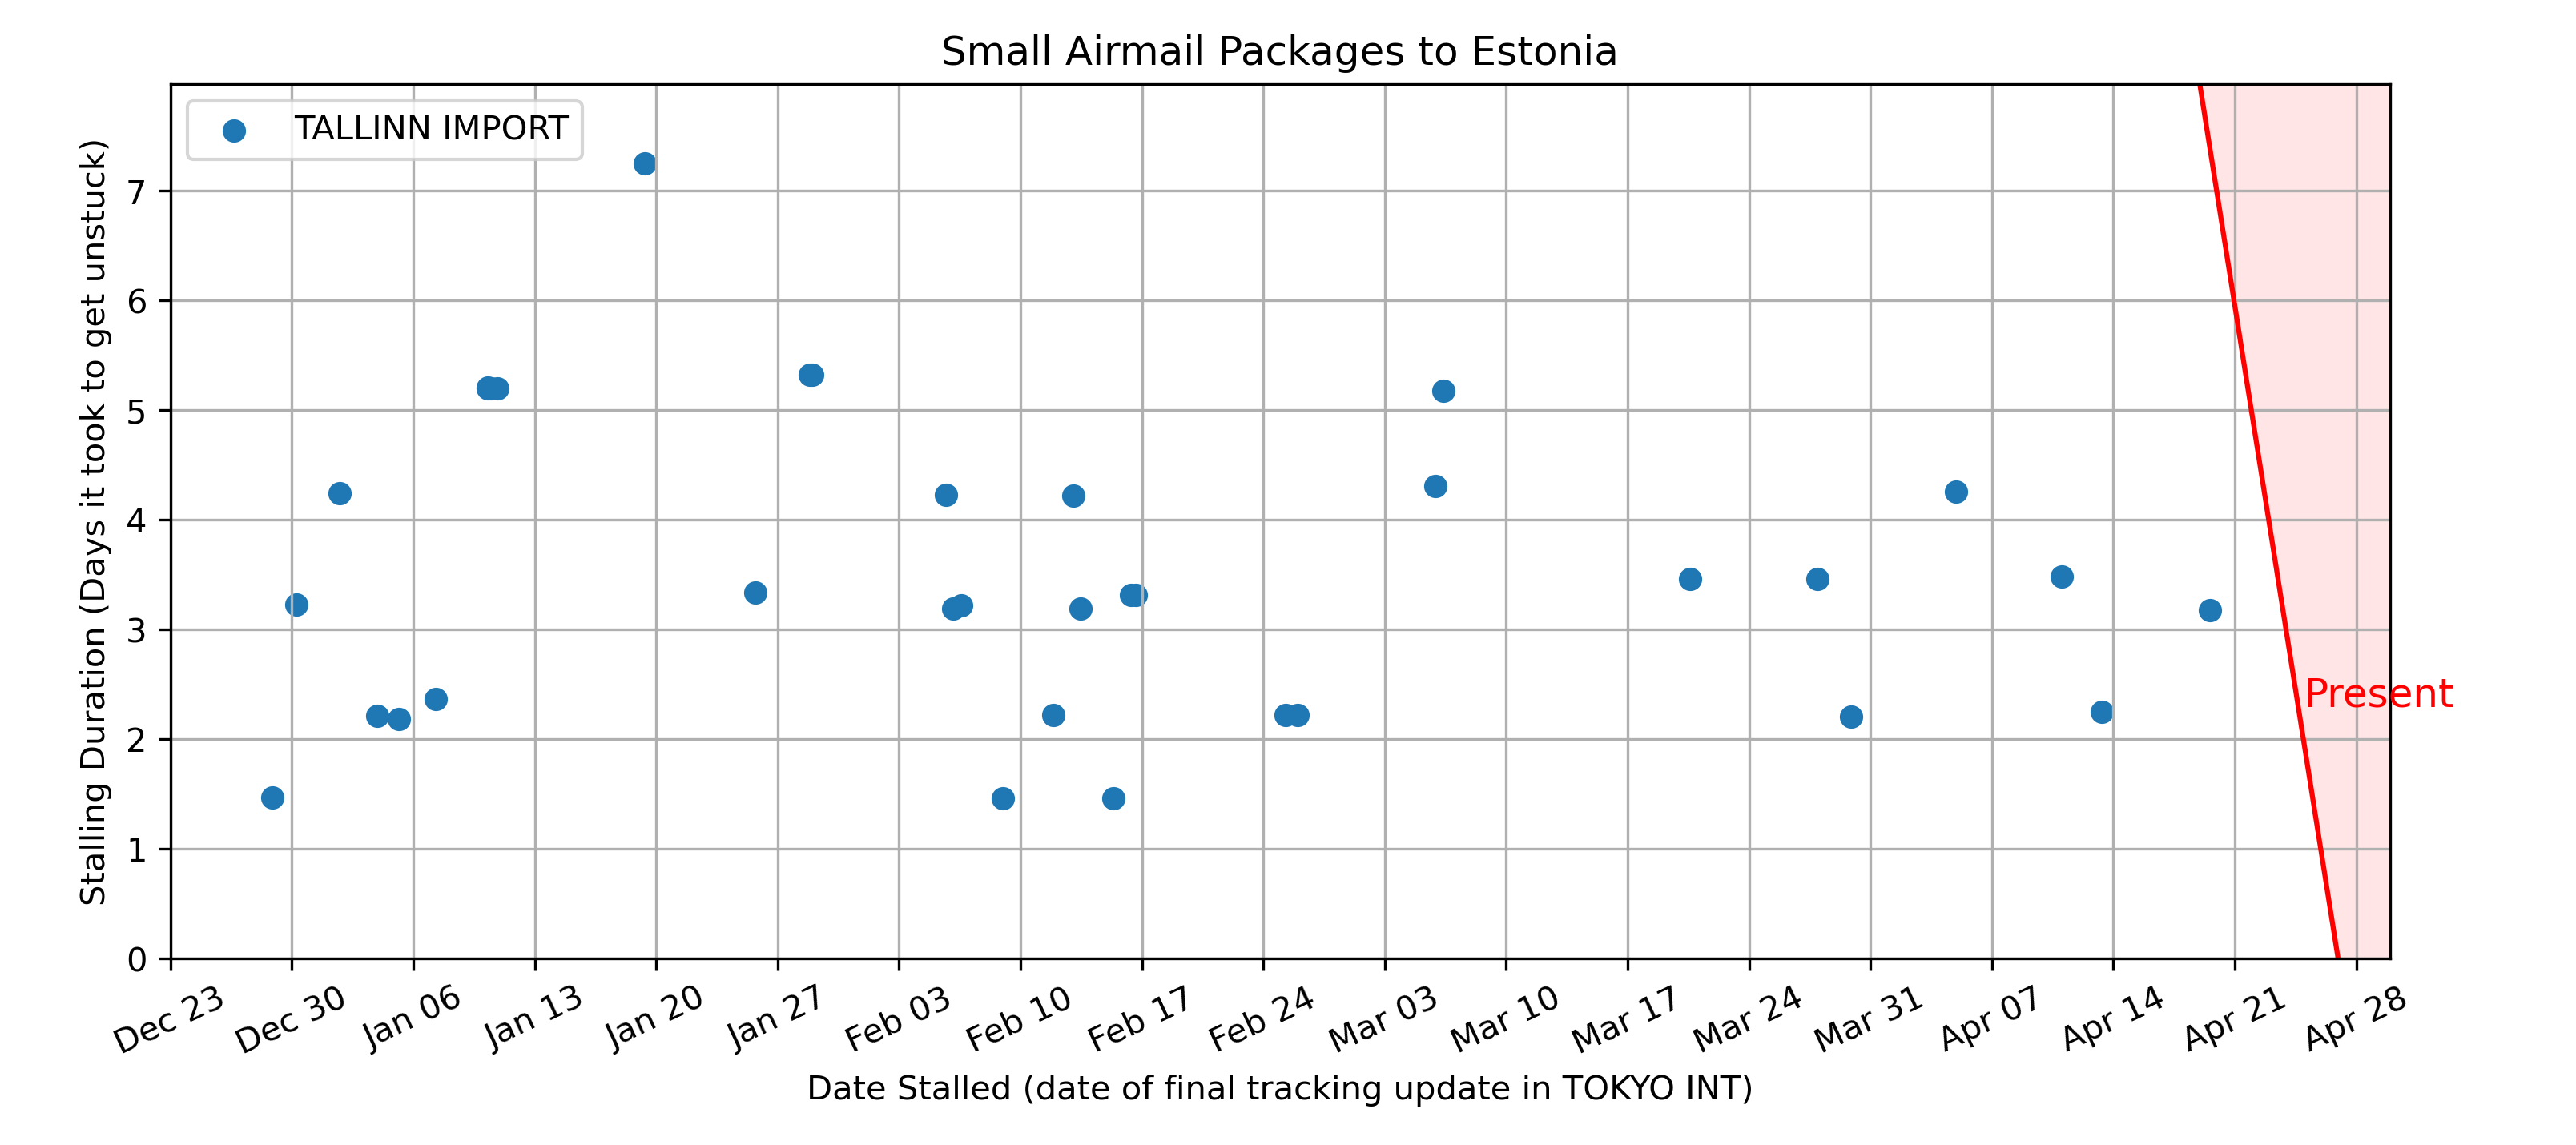 Small Airmail Packages to Estonia
TALLINN IMPORT
Stalling Duration (Days it took to get unstuck)
7
6
5
4
3
2
1
0
Present
Dec 23
Dec 30
Jan 06
Jan 13
Jan 20
Jan 27
Feb 03
Feb 10
Feb 17
Feb 24
Mar 03
Mar 10
Mar 17
Mar 24
Mar 31
Apr 07
Apr 14
Apr 21
Apr 28
Date Stalled (date of final tracking update in TOKYO INT)